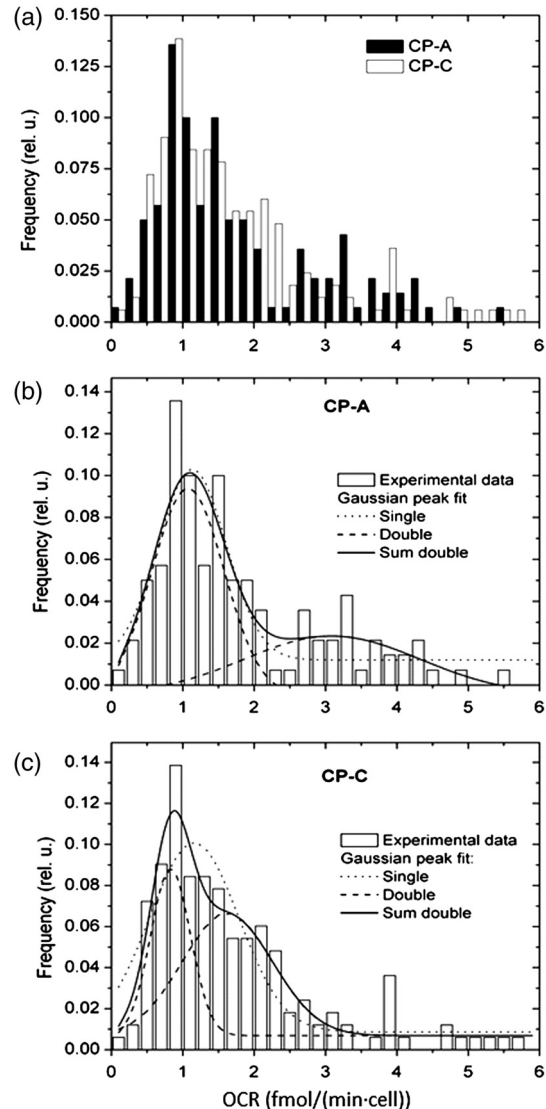 (a)
0.150
0.125
0.100
0.075
0.050
0.025
0.000
Frequency (rel. u.)
CP-A
CP-C
0 1 2 3 4 5 6
(b)
0.14
0.12
0.10
0.08
0.06
0.04
0.02
0.00
Frequency (rel. u.)
CP-A
Experimental data
Gaussian peak fit
Single
Double
Sum double
0 1 2 3 4 5 6
(c)
0.14
0.12
0.10
0.08
0.06
0.04
0.02
0.00
Frequency (rel. u.)
CP-C
Experimental data
Gaussian peak fit:
Single
Double
Sum double
0 1 2 3 4 5 6
OCR (fmol/(min·cell)